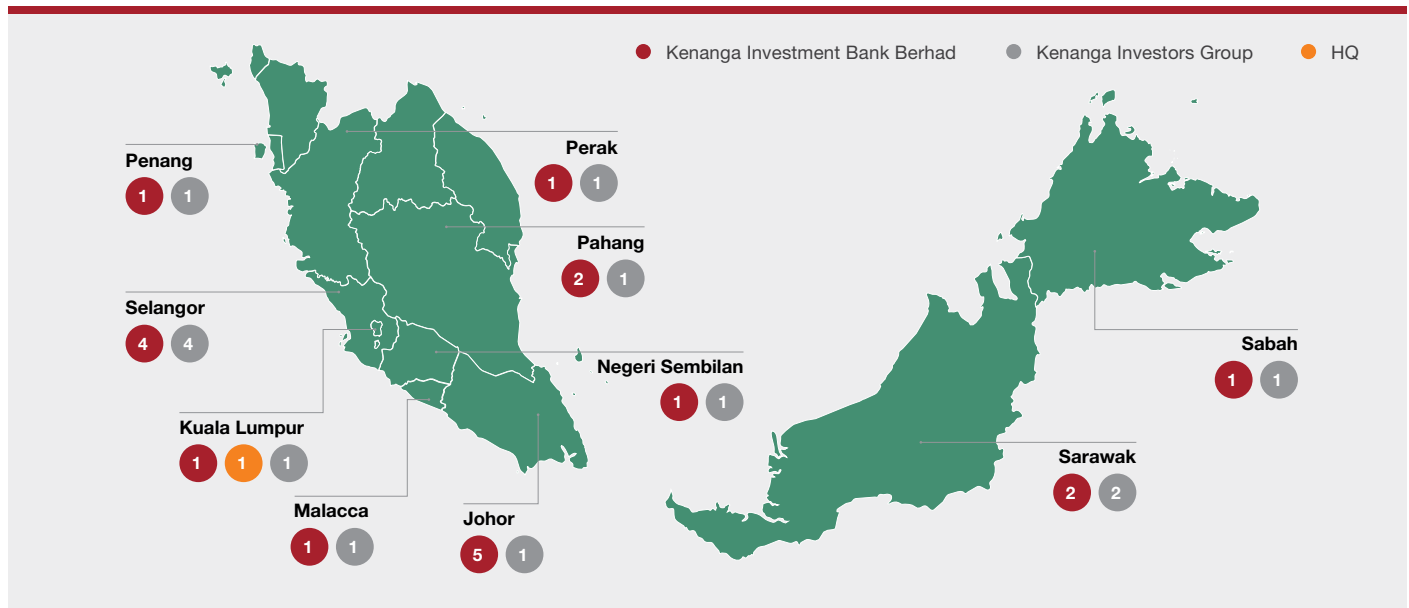 Kenanga Investment Bank Berhad Kenanga Investors Group HQ
Penang
1 1
Perak
1 1
Pahang
2 1
Selangor
4 4
Negeri Sembilan
1 1
Kuala Lumpur
1 1 1
Malacca
1 1
Johor
5 1
Sabah
1 1
Sarawak
2 2